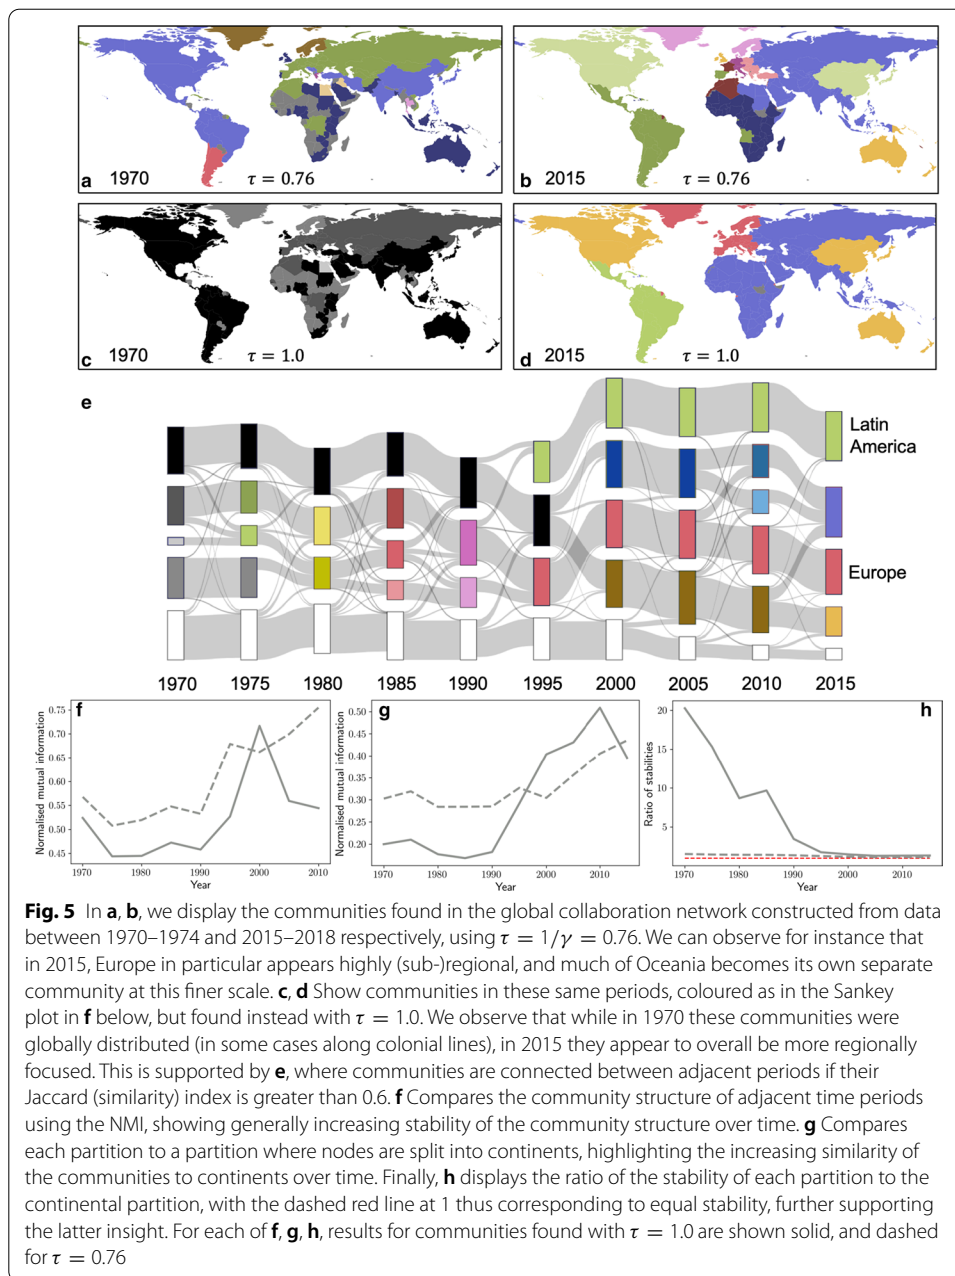 a 1970 τ = 0.76
b 2015 τ = 0.76
c 1970 τ = 1.0
d 2015 τ = 1.0
e
Latin
America
Europe
1970 1975 1980 1985 1990 1995 2000 2005 2010 2015
f
Normalised mutual information
0.75
0.70
0.65
0.60
0.55
0.50
0.45
1970 1980 1990 2000 2010
Year
g
Normalised mutual information
0.50
0.45
0.40
0.35
0.30
0.25
0.20
1970 1980 1990 2000 2010
Year
h
Ratio of stabilities
20
15
10
5
1970 1980 1990 2000 2010
Year
Fig. 5 In a, b, we display the communities found in the global collaboration network constructed from data
between 1970–1974 and 2015–2018 respectively, using τ = 1/γ = 0.76. We can observe for instance that
in 2015, Europe in particular appears highly (sub-)regional, and much of Oceania becomes its own separate
community at this finer scale. c, d Show communities in these same periods, coloured as in the Sankey
plot in f below, but found instead with τ = 1.0. We observe that while in 1970 these communities were
globally distributed (in some cases along colonial lines), in 2015 they appear to overall be more regionally
focused. This is supported by e, where communities are connected between adjacent periods if their
Jaccard (similarity) index is greater than 0.6. f Compares the community structure of adjacent time periods
using the NMI, showing generally increasing stability of the community structure over time. g Compares
each partition to a partition where nodes are split into continents, highlighting the increasing similarity of
the communities to continents over time. Finally, h displays the ratio of the stability of each partition to the
continental partition, with the dashed red line at 1 thus corresponding to equal stability, further supporting
the latter insight. For each of f, g, h, results for communities found with τ = 1.0 are shown solid, and dashed
for τ = 0.76